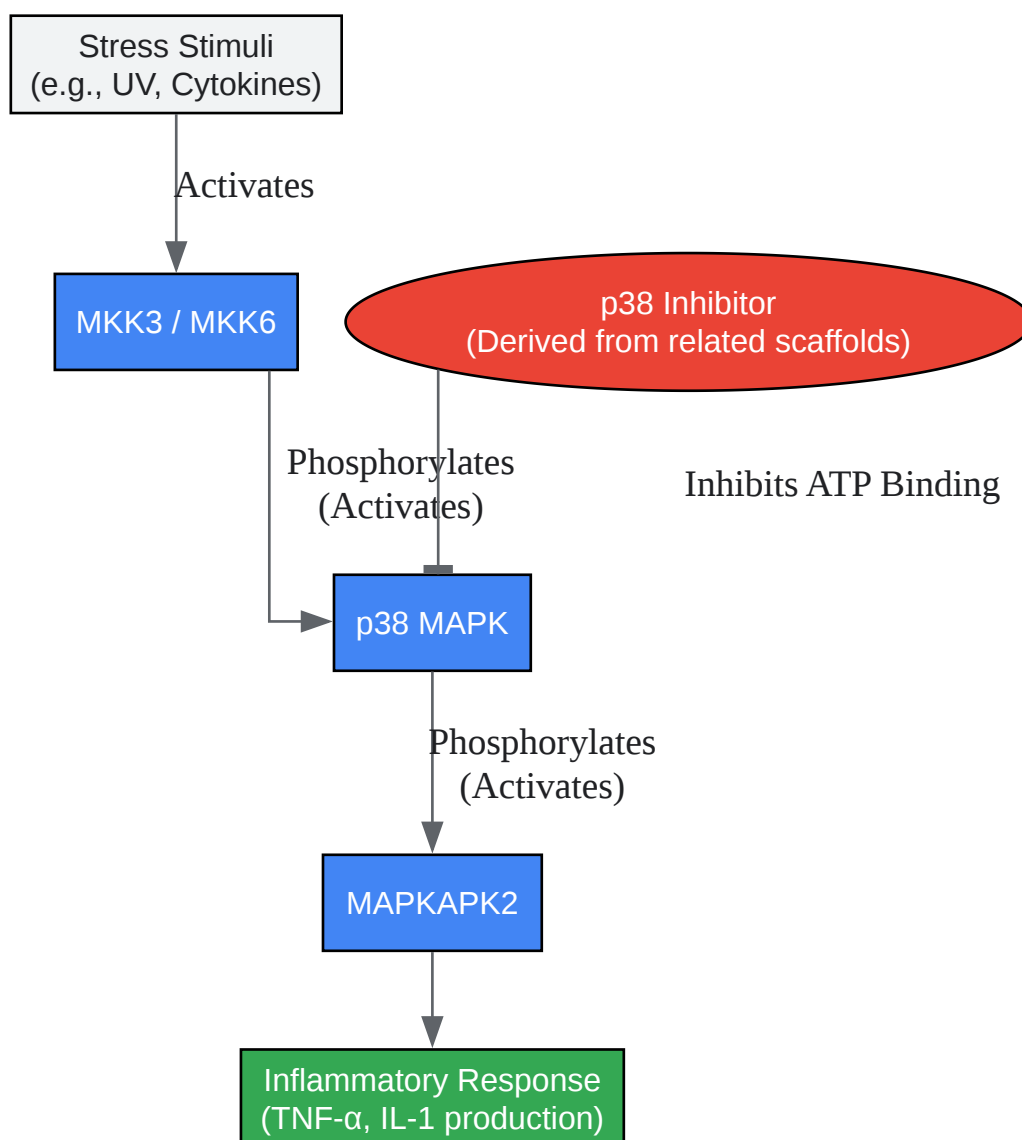 Stress Stimuli
(e.g., UV, Cytokines)
Activates
MKK3 / MKK6
p38 Inhibitor
(Derived from related scaffolds)
Phosphorylates
(Activates)
Inhibits ATP Binding
p38 MAPK
Phosphorylates
(Activates)
MAPKAPK2
Inflammatory Response
(TNF-α, IL-1 production)